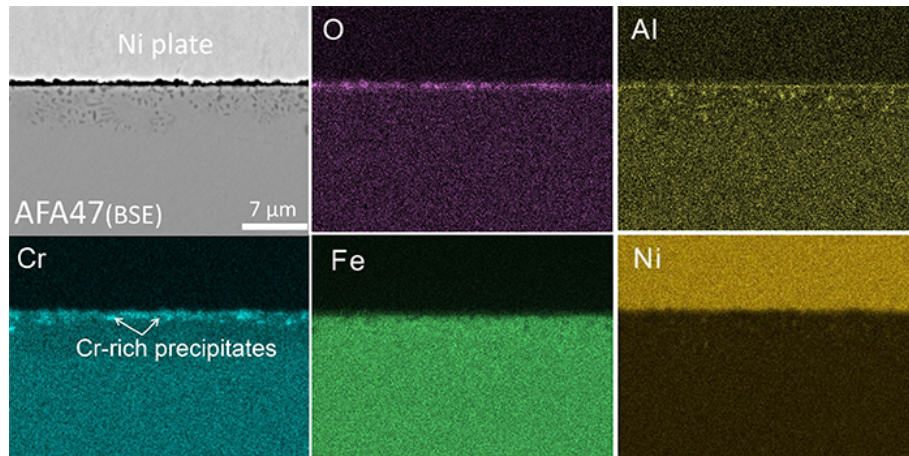 Ni plate
AFA47(BSE)
7 µm
O
Al
Cr
Cr-rich precipitates
Fe
Ni